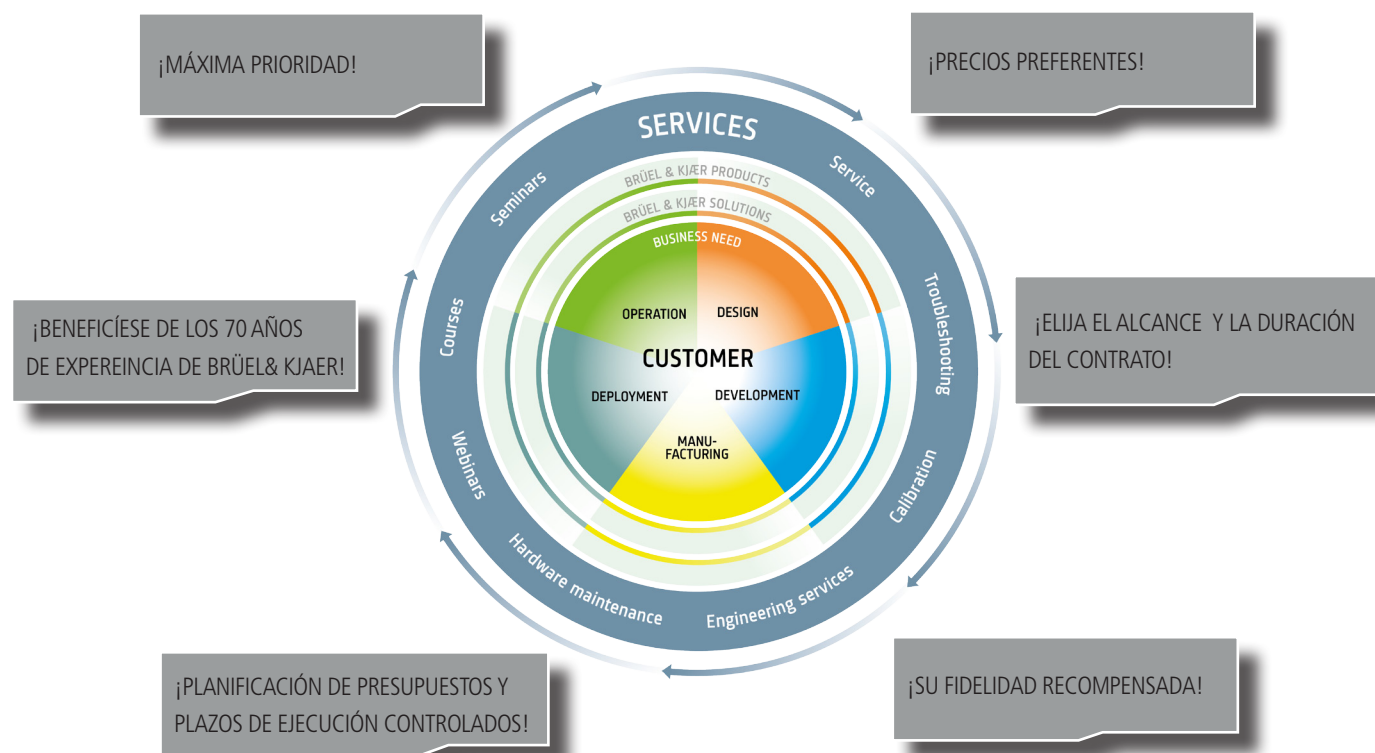 ¡MÁXIMA PRIORIDAD!
¡PRECIOS PREFERENTES!
SERVICES
Service
Troubleshooting
Calibration
Engineering services
Hardware maintenance
Webinars
Courses
Seminars
BRÜEL & KJÆR PRODUCTS
BRÜEL & KJÆR SOLUTIONS
BUSINESS NEED
OPERATION
DESIGN
CUSTOMER
DEPLOYMENT
DEVELOPMENT
MANU-
FACTURING
¡BENEFICÍESE DE LOS 70 AÑOS
DE EXPEREINCIA DE BRÜEL& KJAER!
¡ELIJA EL ALCANCE Y LA DURACIÓN
DEL CONTRATO!
¡PLANIFICACIÓN DE PRESUPUESTOS Y
PLAZOS DE EJECUCIÓN CONTROLADOS!
¡SU FIDELIDAD RECOMPENSADA!